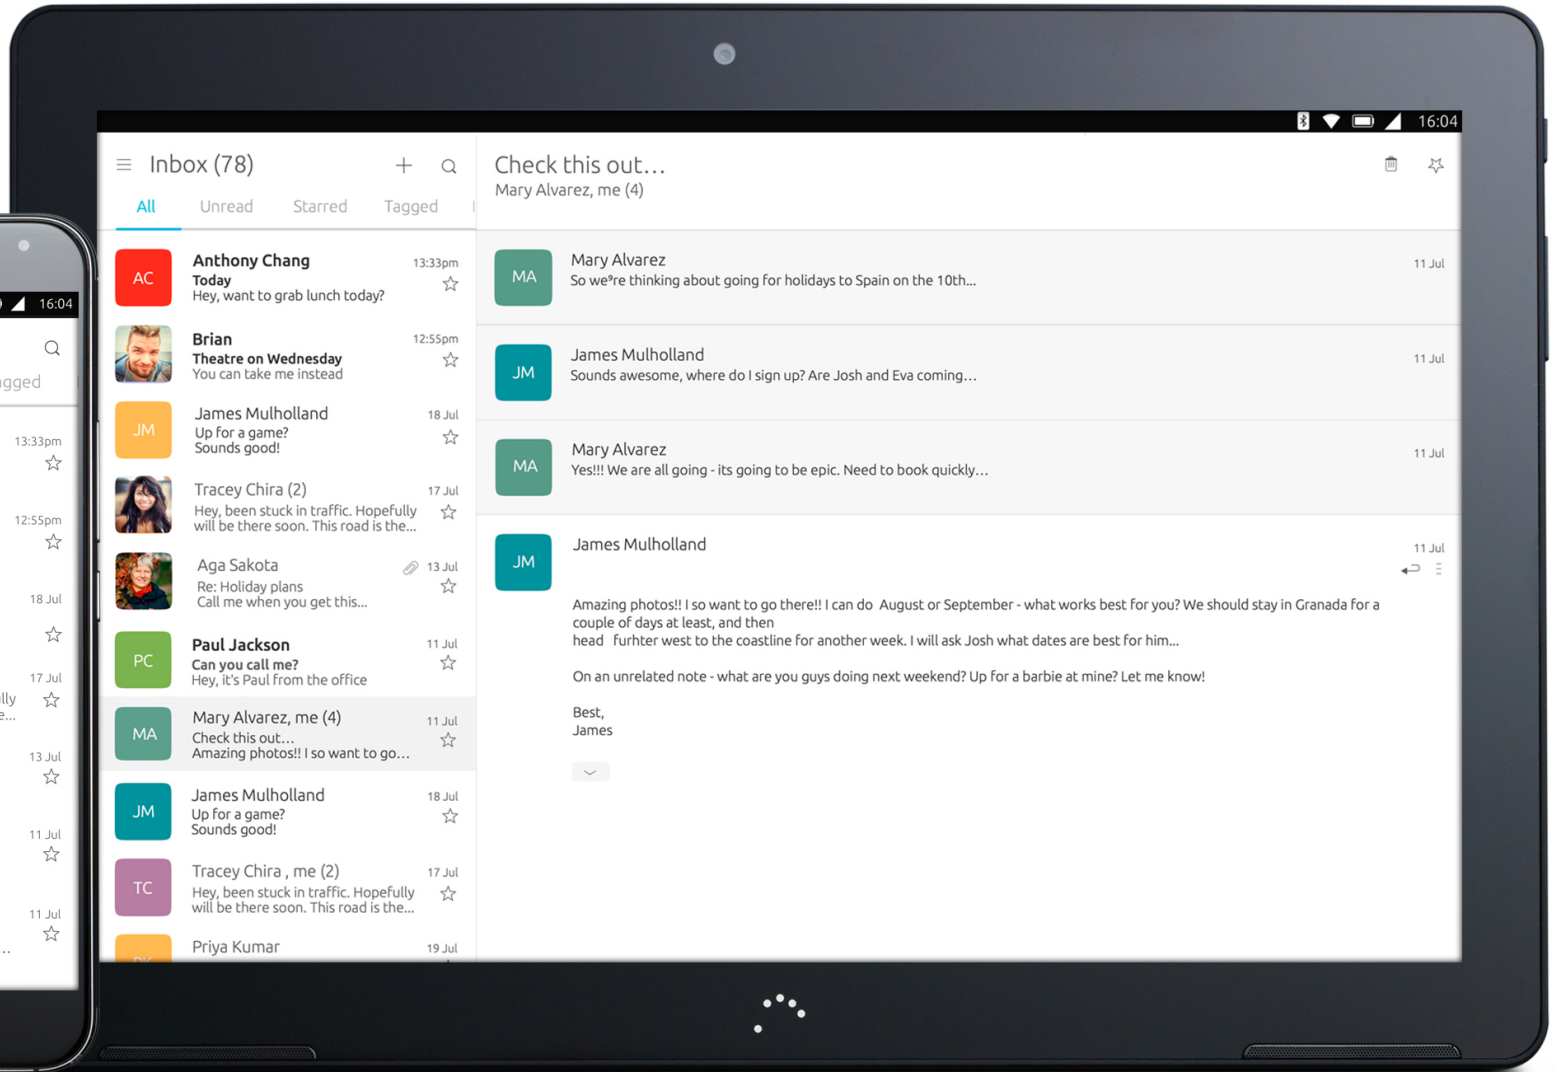 16:04
agged
13:33pm
12:55pm
18 Jul
17 Jul
lly
e...
13 Jul
11 Jul
11 Jul
...
16:04
Inbox (78)
All
Unread
Starred
Tagged
AC
Anthony Chang
13:33pm
Today
Hey, want to grab lunch today?
Brian
12:55pm
Theatre on Wednesday
You can take me instead
JM
James Mulholland
18 Jul
Up for a game?
Sounds good!
Tracey Chira (2)
17 Jul
Hey, been stuck in traffic. Hopefully
will be there soon. This road is the...
Aga Sakota
13 Jul
Re: Holiday plans
Call me when you get this...
PC
Paul Jackson
11 Jul
Can you call me?
Hey, it's Paul from the office
MA
Mary Alvarez, me (4)
11 Jul
Check this out...
Amazing photos!! I so want to go...
JM
James Mulholland
18 Jul
Up for a game?
Sounds good!
TC
Tracey Chira , me (2)
17 Jul
Hey, been stuck in traffic. Hopefully
will be there soon. This road is the...
PK
Priya Kumar
19 Jul
Check this out...
Mary Alvarez, me (4)
MA
Mary Alvarez
11 Jul
So we⁹re thinking about going for holidays to Spain on the 10th...
JM
James Mulholland
11 Jul
Sounds awesome, where do I sign up? Are Josh and Eva coming...
MA
Mary Alvarez
11 Jul
Yes!!! We are all going - its going to be epic. Need to book quickly...
JM
James Mulholland
11 Jul
Amazing photos!! I so want to go there!! I can do August or September - what works best for you? We should stay in Granada for a
couple of days at least, and then
head furhter west to the coastline for another week. I will ask Josh what dates are best for him...
On an unrelated note - what are you guys doing next weekend? Up for a barbie at mine? Let me know!
Best,
James